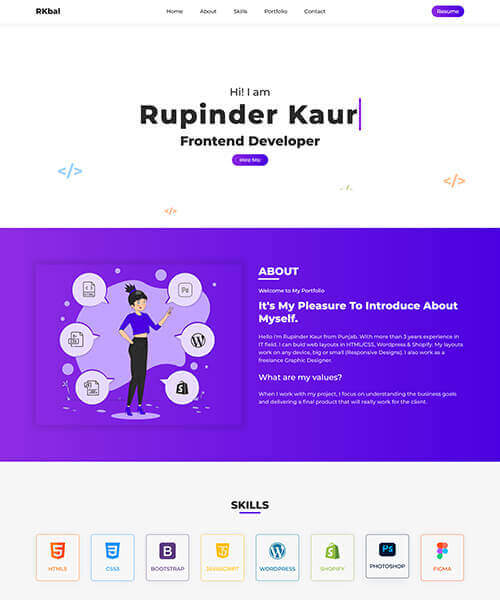 RKbal
Home About Skills Portfolio Contact
Resume
Hi! I am
Rupinder Kaur
Frontend Developer
Hire Me
</>
</>
</>
ABOUT
Welcome to My Portfolio
It's My Pleasure To Introduce About
Myself.
Hello I'm Rupinder Kaur from Punjab. With more than 3 years experience in
IT field. I can buid web layouts in HTML/CSS, Wordpress & Shopify. My layouts
work on any device, big or small (Responsive Designs). I also work as a
freelance Graphic Designer.
What are my values?
When I work with my project, I focus on understanding the business goals
and delivering a final product that will really work for the client.
Ps
SKILLS
HTML5 CSS3 BOOTSTRAP JAVASCRIPT WORDPRESS SHOPIFY PHOTOSHOP FIGMA